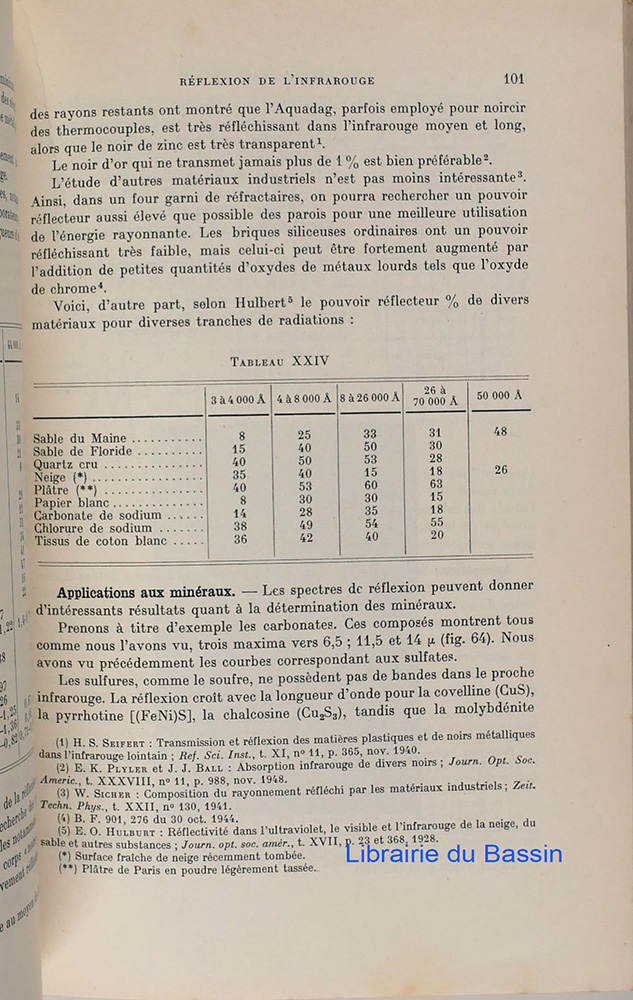 RÉFLEXION DE L'INFRAROUGE 101
des rayons restants ont montré que l'Aquadag, parfois employé pour noircir
des thermocouples, est très réfléchissant dans l'infrarouge moyen et long,
alors que le noir de zinc est très transparent¹.
Le noir d'or qui ne transmet jamais plus de 1 % est bien préférable².
L'étude d'autres matériaux industriels n'est pas moins intéressante³.
Ainsi, dans un four garni de réfractaires, on pourra rechercher un pouvoir
réflecteur aussi élevé que possible des parois pour une meilleure utilisation
de l'énergie rayonnante. Les briques siliceuses ordinaires ont un pouvoir
réfléchissant très faible, mais celui-ci peut être fortement augmenté par
l'addition de petites quantités d'oxydes de métaux lourds tels que l'oxyde
de chrome⁴.
Voici, d'autre part, selon Hulbert⁵ le pouvoir réflecteur % de divers
matériaux pour diverses tranches de radiations :
TABLEAU XXIV
3 à 4 000 Å 4 à 8 000 Å 8 à 26 000 Å 26 à 70 000 Å 50 000 Å
Sable du Maine ........... 8 25 33 31 48
Sable de Floride .......... 15 40 50 30
Quartz cru ............... 40 50 53 28
Neige (*) ................ 35 40 15 18 26
Plâtre (**) ............... 40 53 60 63
Papier blanc .............. 8 30 30 15
Carbonate de sodium ...... 14 28 35 18
Chlorure de sodium ....... 38 49 54 55
Tissus de coton blanc ..... 36 42 40 20
Applications aux minéraux. — Les spectres de réflexion peuvent donner
d'intéressants résultats quant à la détermination des minéraux.
Prenons à titre d'exemple les carbonates. Ces composés montrent tous
comme nous l'avons vu, trois maxima vers 6,5 ; 11,5 et 14 µ (fig. 64). Nous
avons vu précédemment les courbes correspondant aux sulfates.
Les sulfures, comme le soufre, ne possèdent pas de bandes dans le proche
infrarouge. La réflexion croît avec la longueur d'onde pour la covelline (CuS),
la pyrrhotine [(FeNi)S], la chalcosine (Cu₂S₃), tandis que la molybdénite
(1) H. S. SEIFERT : Transmission et réflexion des matières plastiques et de noirs métalliques
dans l'infrarouge lointain ; Ref. Sci. Inst., t. XI, nº 11, p. 365, nov. 1940.
(2) E. K. PLYLER et J. J. BALL : Absorption infrarouge de divers noirs ; Journ. Opt. Soc.
Americ., t. XXXVIII, nº 11, p. 988, nov. 1948.
(3) W. SICHER : Composition du rayonnement réfléchi par les matériaux industriels ; Zeit.
Techn. Phys., t. XXII, nº 130, 1941.
(4) B. F. 901, 276 du 30 oct. 1944.
(5) E. O. HULBURT : Réflectivité dans l'ultraviolet, le visible et l'infrarouge de la neige, du
sable et autres substances ; Journ. opt. soc. amér., t. XVII, p. 23 et 368, 1928.
(*) Surface fraîche de neige récemment tombée.
(**) Plâtre de Paris en poudre légèrement tassée.
Librairie du Bassin